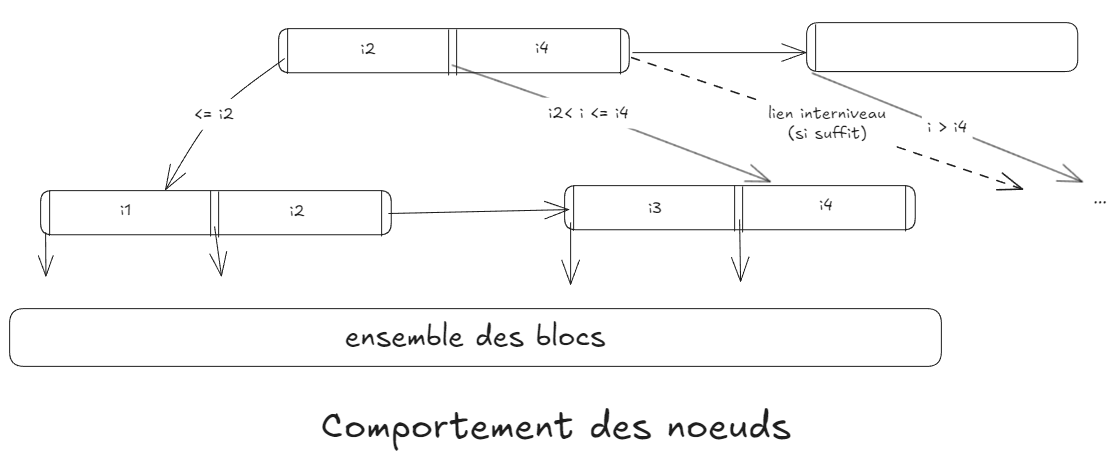 i2
i4
<= i2
i2< i <= i4
lien interniveau
(si suffit)
i > i4
i1
i2
i3
i4
...
ensemble des blocs
Comportement des noeuds